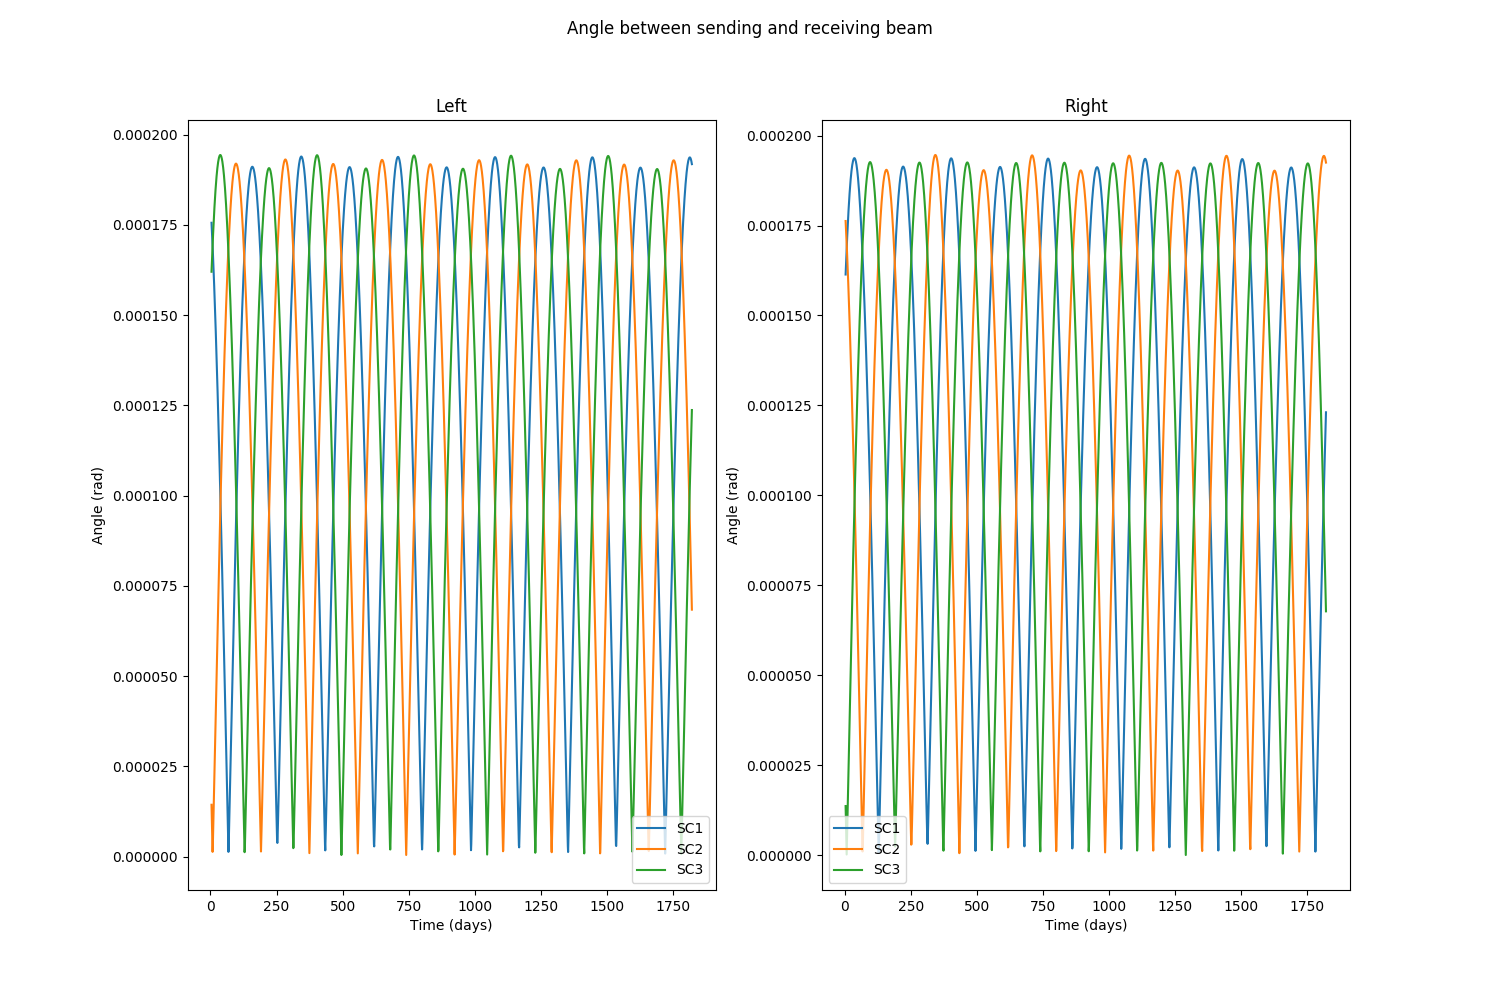 Angle between sending and receiving beam
Left
0.000200
0.000175
0.000150
0.000125
0.000100
0.000075
0.000050
0.000025
0.000000
Angle (rad)
0 250 500 750 1000 1250 1500 1750
Time (days)
SC1
SC2
SC3
Right
0.000200
0.000175
0.000150
0.000125
0.000100
0.000075
0.000050
0.000025
0.000000
Angle (rad)
0 250 500 750 1000 1250 1500 1750
Time (days)
SC1
SC2
SC3